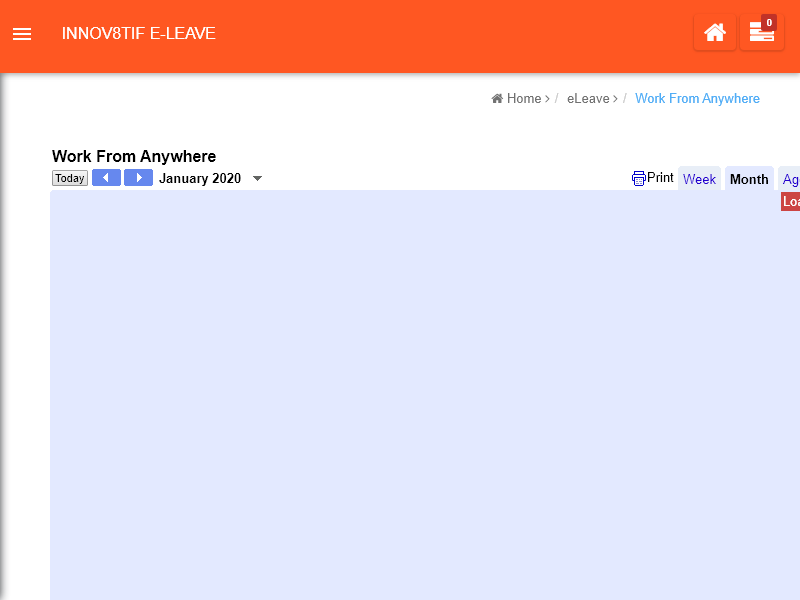 INNOV8TIF E-LEAVE
0
Home > / eLeave > / Work From Anywhere
Work From Anywhere
Today January 2020 Print Week Month Ag
Loa